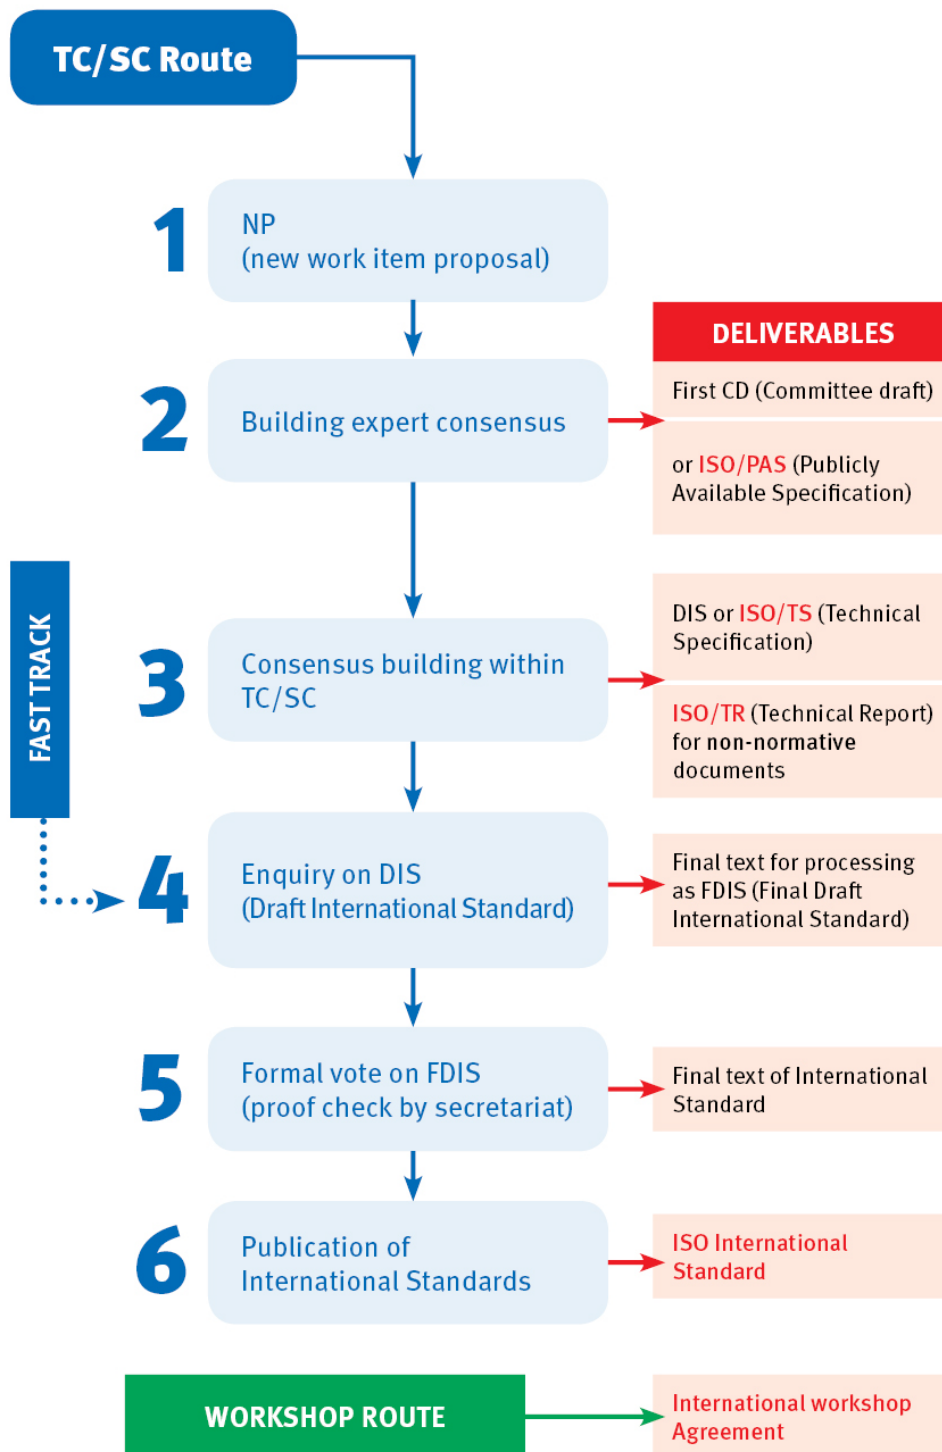 TC/SC Route
1
NP
(new work item proposal)
DELIVERABLES
2
Building expert consensus
First CD (Committee draft)
or ISO/PAS (Publicly
Available Specification)
FAST TRACK
3
Consensus building within
TC/SC
DIS or ISO/TS (Technical
Specification)
ISO/TR (Technical Report)
for non-normative
documents
4
Enquiry on DIS
(Draft International Standard)
Final text for processing
as FDIS (Final Draft
International Standard)
5
Formal vote on FDIS
(proof check by secretariat)
Final text of International
Standard
6
Publication of
International Standards
ISO International
Standard
WORKSHOP ROUTE
International workshop
Agreement